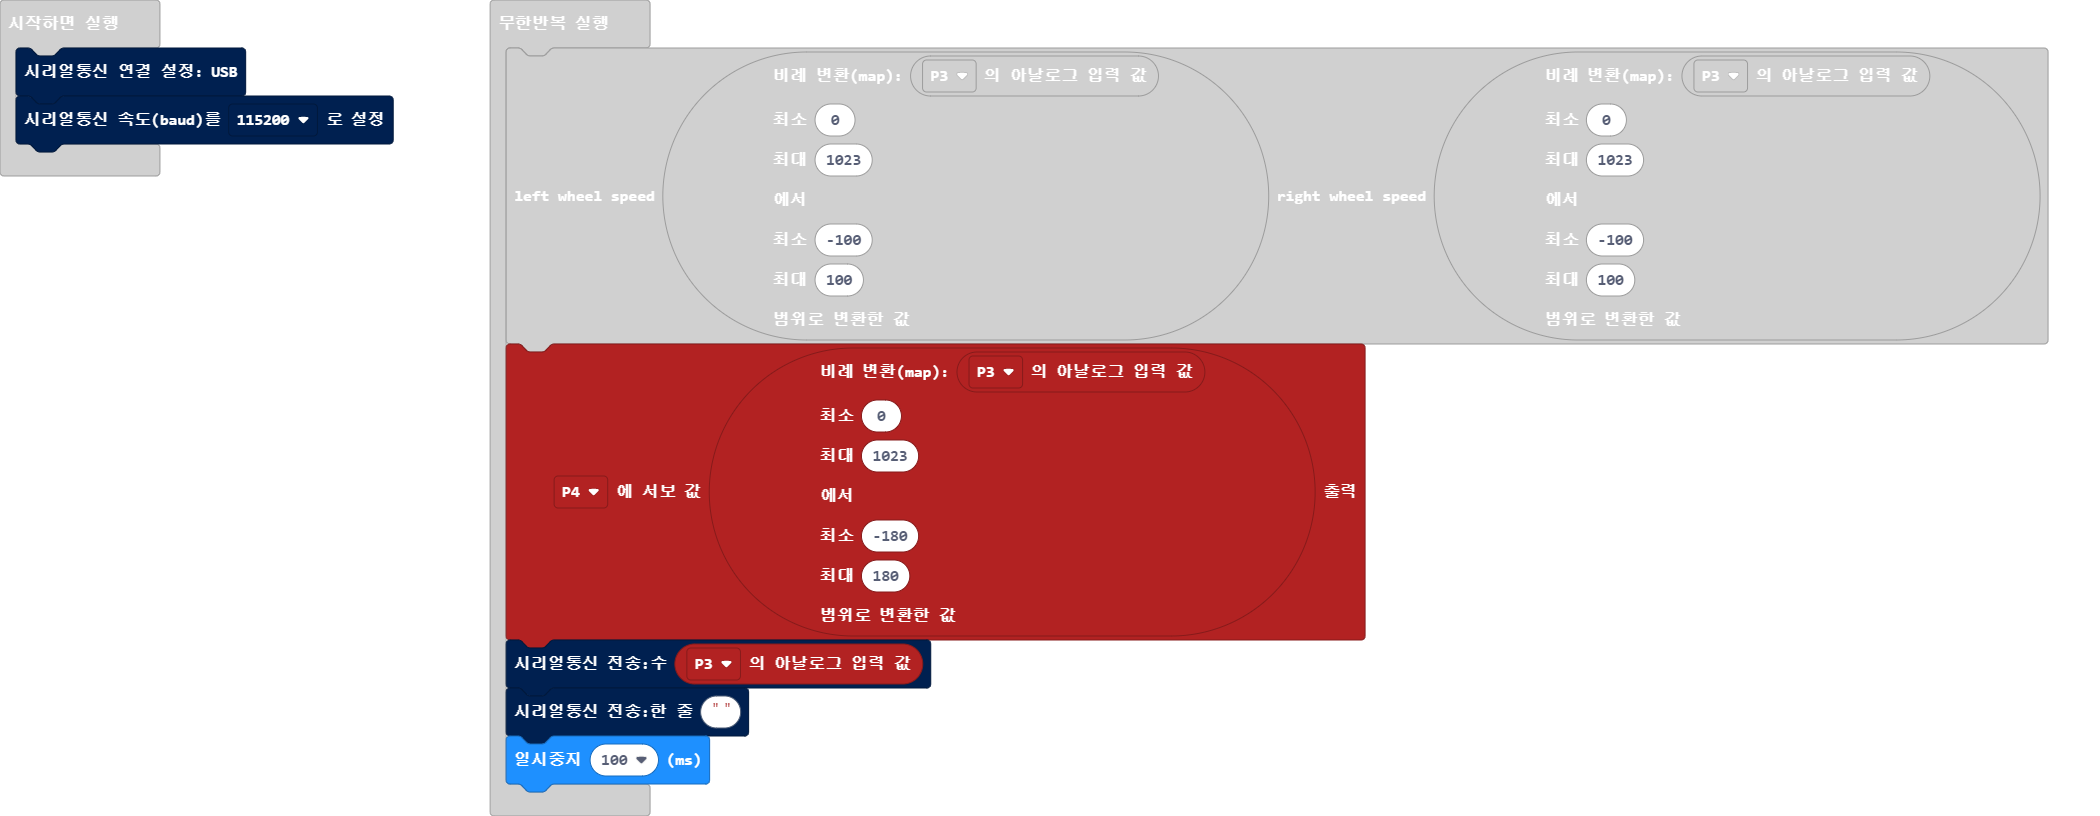 시작하면 실행
시리얼통신 연결 설정: USB
시리얼통신 속도(baud)를 115200 로 설정
무한반복 실행
left wheel speed
비례 변환(map): P3 의 아날로그 입력 값
최소 0
최대 1023
에서
최소 -100
최대 100
범위로 변환한 값
right wheel speed
비례 변환(map): P3 의 아날로그 입력 값
최소 0
최대 1023
에서
최소 -100
최대 100
범위로 변환한 값
P4 에 서보 값
비례 변환(map): P3 의 아날로그 입력 값
최소 0
최대 1023
에서
최소 -180
최대 180
범위로 변환한 값
출력
시리얼통신 전송:수 P3 의 아날로그 입력 값
시리얼통신 전송:한 줄 " "
일시중지 100 (ms)